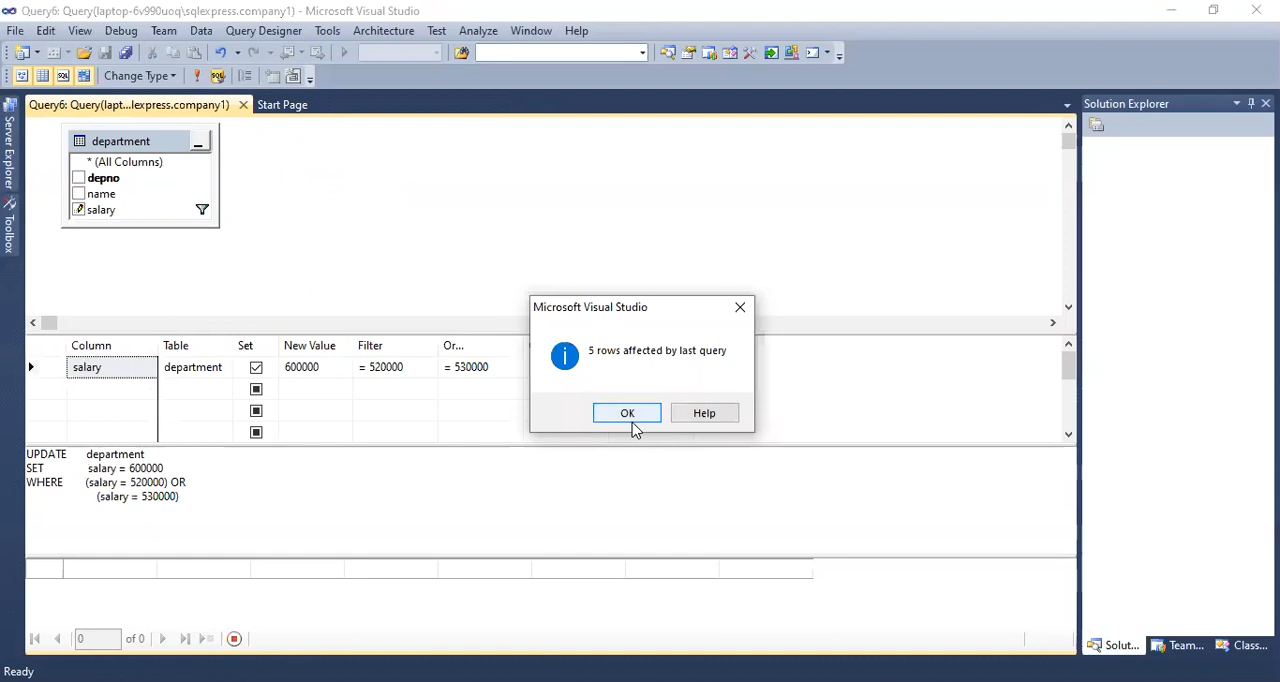 Query6: Query(laptop-6v990uoq\sqlexpress.company1) - Microsoft Visual Studio
File Edit View Debug Team Data Query Designer Tools Architecture Test Analyze Window Help
Change Type
Query6: Query(lapt...lexpress.company1) Start Page
Solution Explorer
Server Explorer
Toolbox
department
* (All Columns)
depno
name
salary
Microsoft Visual Studio
5 rows affected by last query
OK Help
Column Table Set New Value Filter Or...
salary department 600000 = 520000 = 530000
UPDATE department
SET salary = 600000
WHERE (salary = 520000) OR
(salary = 530000)
0 of 0
Solut... Team... Class...
Ready